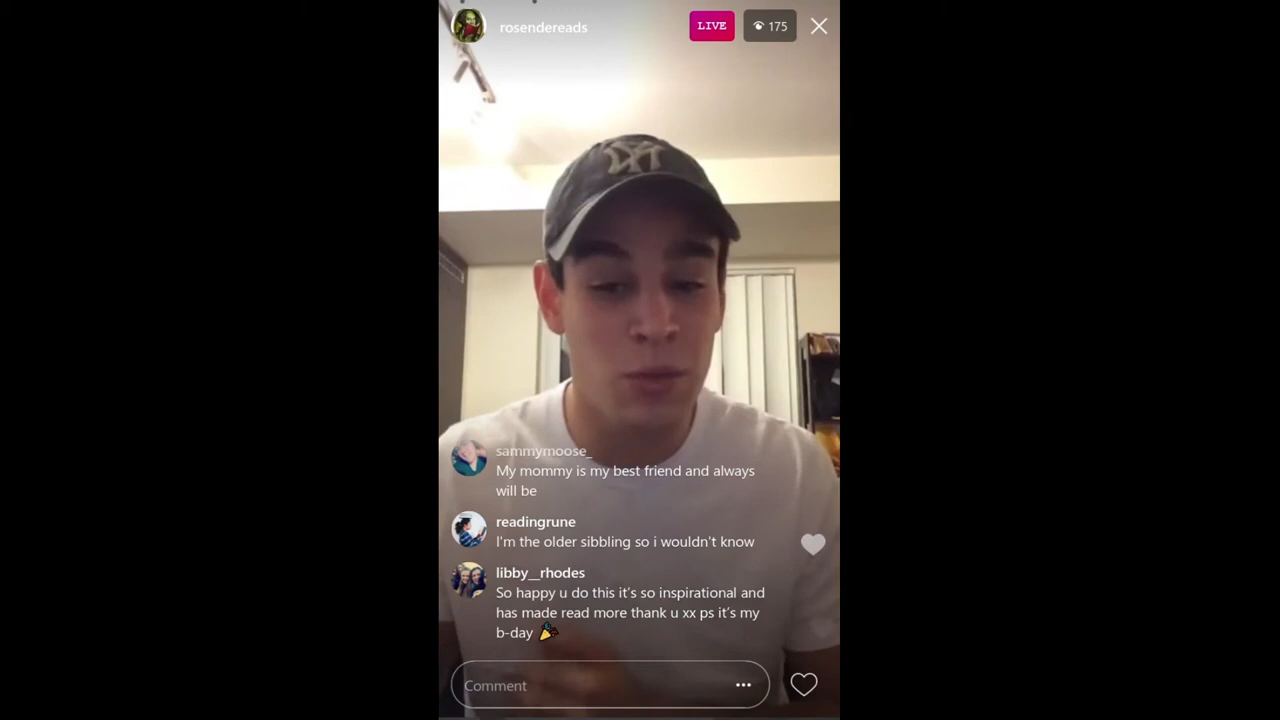 rosendereads
LIVE
175
NY
sammymoose_
My mommy is my best friend and always
will be
readingrune
I'm the older sibbling so i wouldn't know
libby__rhodes
So happy u do this it's so inspirational and
has made read more thank u xx ps it's my
b-day
Comment